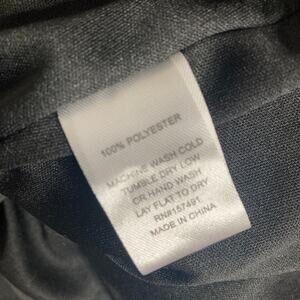 100% POLYESTER
MACHINE WASH COLD
TUMBLE DRY LOW
OR HAND WASH
LAY FLAT TO DRY
RN#157491
MADE IN CHINA